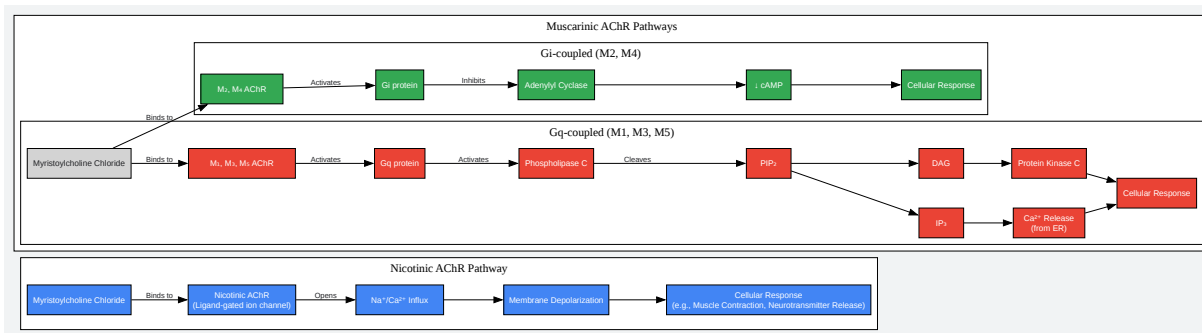 Muscarinic AChR Pathways
Gi-coupled (M2, M4)
M₂, M₄ AChR
Activates
Gi protein
Inhibits
Adenylyl Cyclase
↓ cAMP
Cellular Response
Binds to
Gq-coupled (M1, M3, M5)
Myristoylcholine Chloride
Binds to
M₁, M₃, M₅ AChR
Activates
Gq protein
Activates
Phospholipase C
Cleaves
PIP₂
DAG
Protein Kinase C
Cellular Response
IP₃
Ca²⁺ Release
(from ER)
Nicotinic AChR Pathway
Myristoylcholine Chloride
Binds to
Nicotinic AChR
(Ligand-gated ion channel)
Opens
Na⁺/Ca²⁺ Influx
Membrane Depolarization
Cellular Response
(e.g., Muscle Contraction, Neurotransmitter Release)